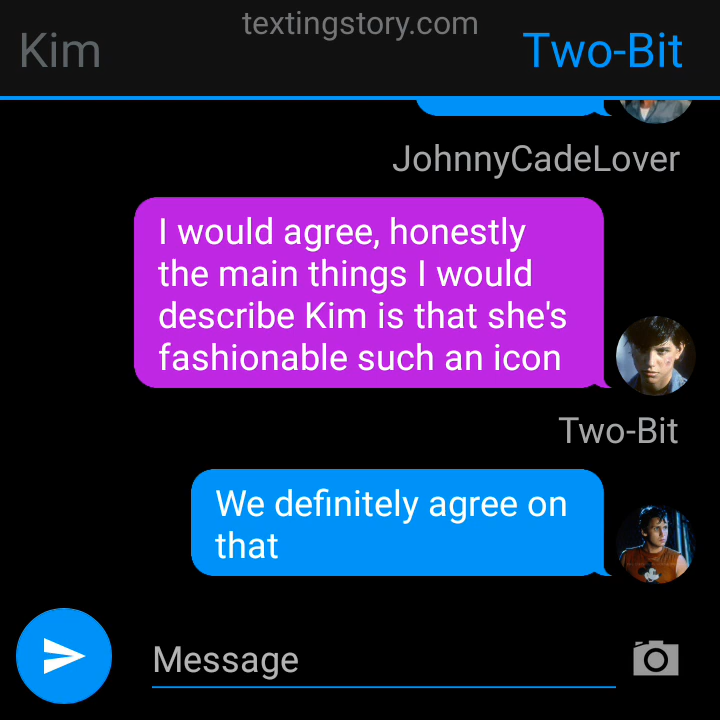 textingstory.com
Kim
Two-Bit
JohnnyCadeLover
I would agree, honestly
the main things I would
describe Kim is that she's
fashionable such an icon
Two-Bit
We definitely agree on
that
Message